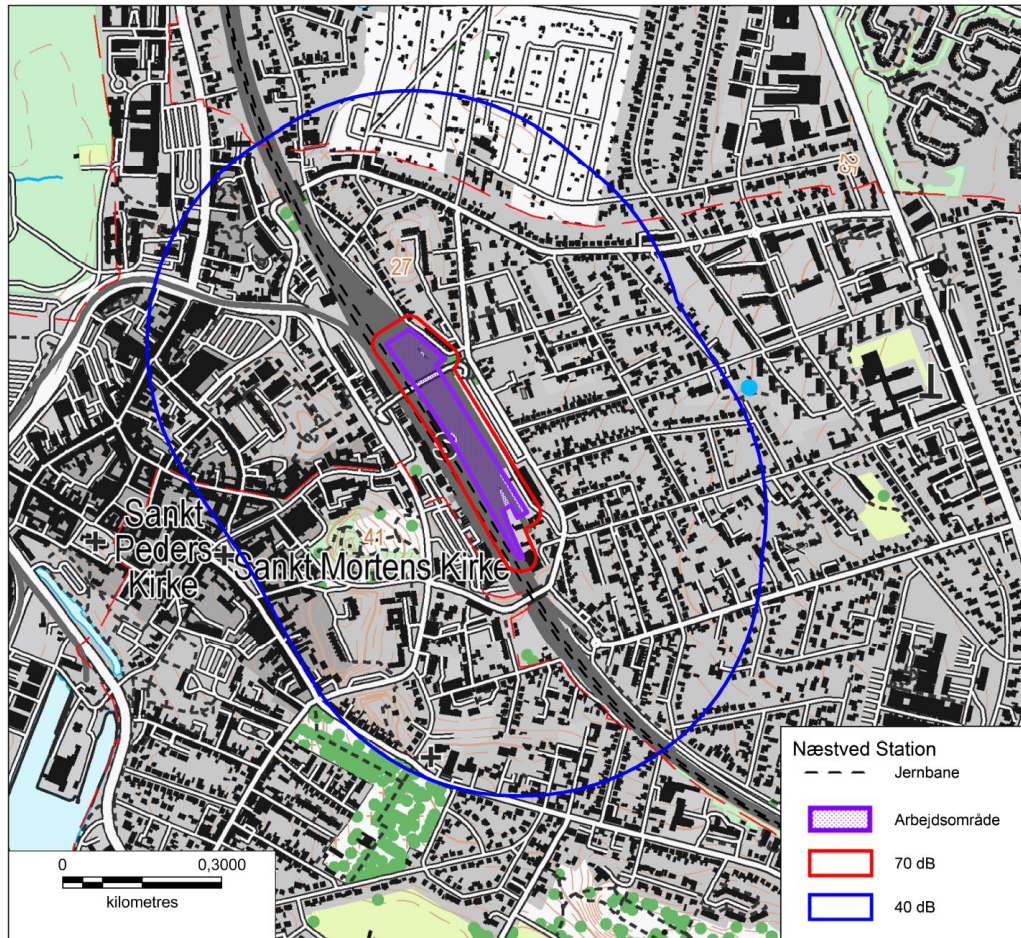 25
27
41
Sankt
Peders
Kirke
Sankt Mortens Kirke
0 0,3000
kilometres
Næstved Station
Jernbane
Arbejdsområde
70 dB
40 dB